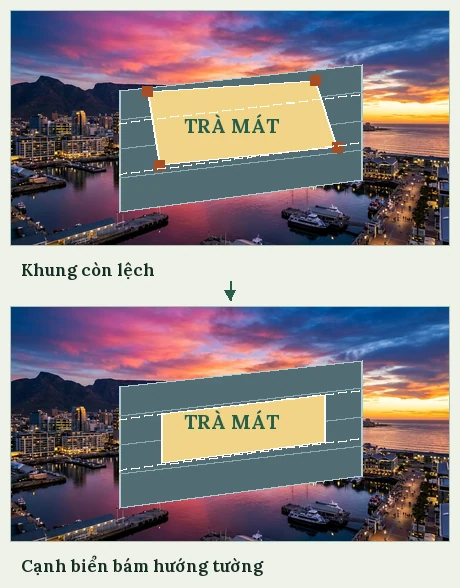 TRÀ MÁT
Khung còn lệch
TRÀ MÁT
Cạnh biển bám hướng tường